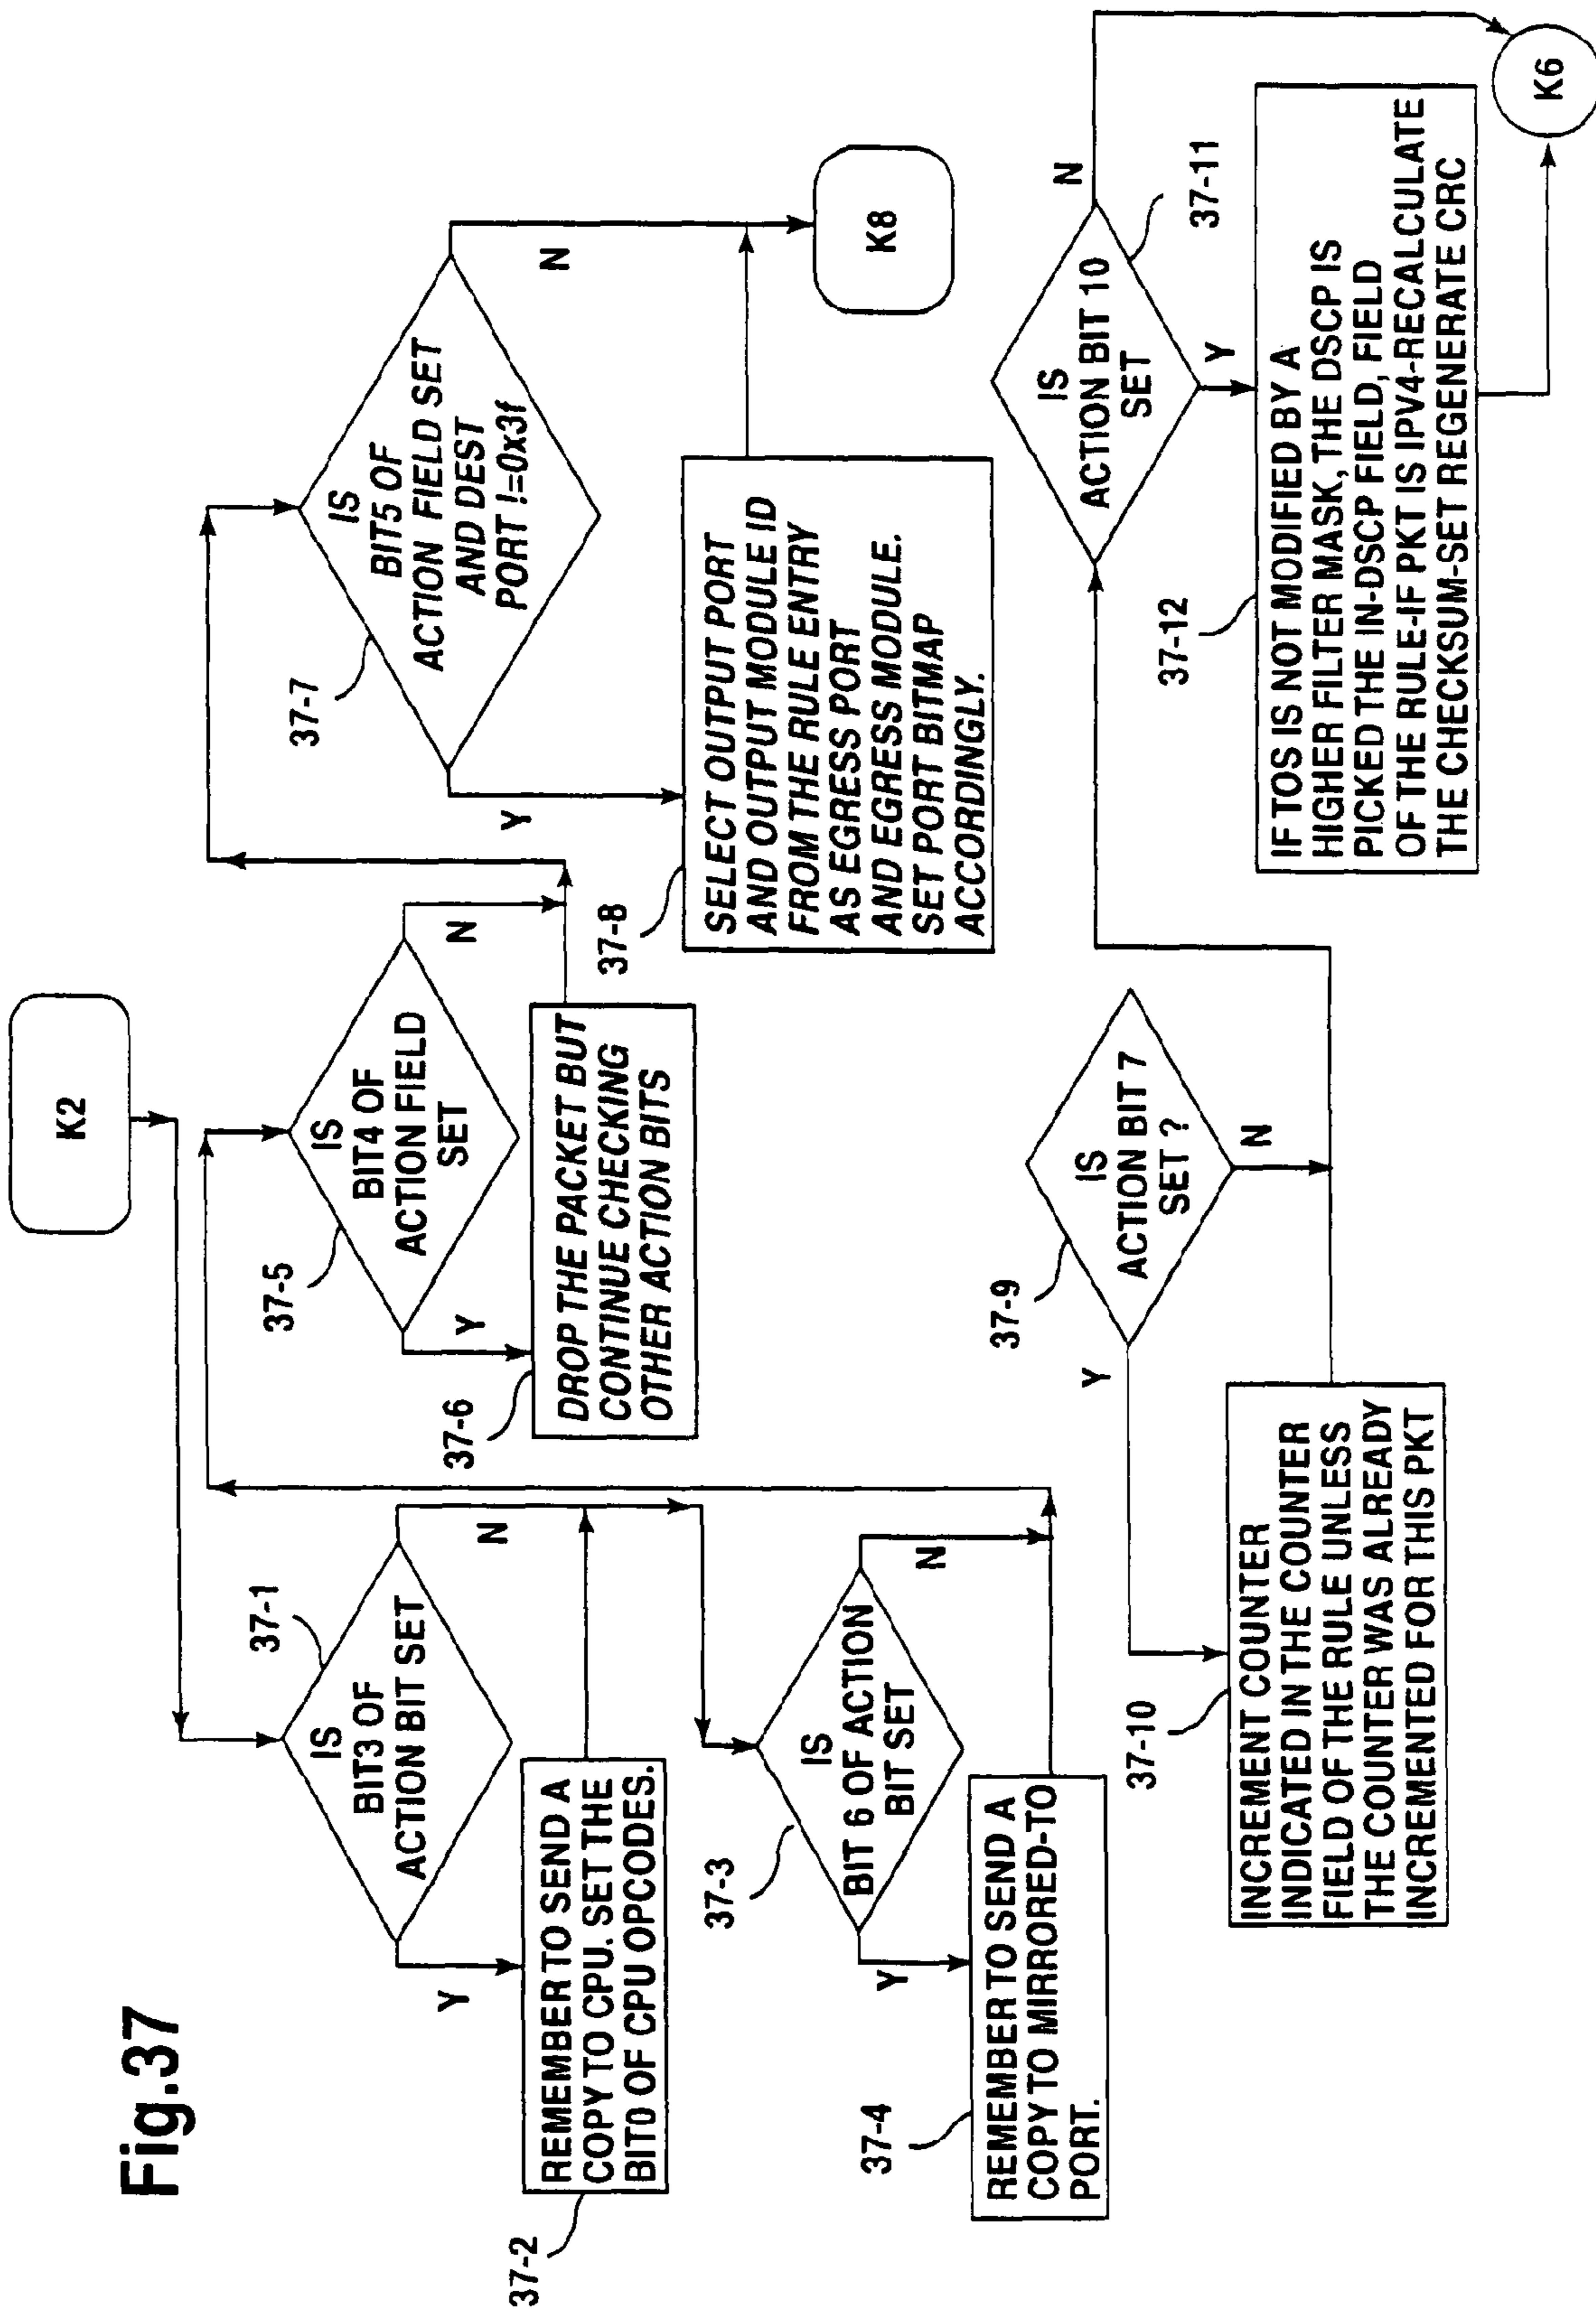 Fig.37
K2
37-1
IS
BIT3 OF
ACTION BIT SET
Y
N
37-2
REMEMBER TO SEND A
COPY TO CPU. SET THE
BIT0 OF CPU OPCODES.
37-3
IS
BIT 6 OF ACTION
BIT SET
Y
N
37-4
REMEMBER TO SEND A
COPY TO MIRRORED-TO
PORT.
37-5
IS
BIT4 OF
ACTION FIELD
SET
Y
N
37-6
DROP THE PACKET BUT
CONTINUE CHECKING
OTHER ACTION BITS
37-7
IS
BIT5 OF
ACTION FIELD SET
AND DEST
PORT !=0x3f
Y
N
37-8
SELECT OUTPUT PORT
AND OUTPUT MODULE ID
FROM THE RULE ENTRY
AS EGRESS PORT
AND EGRESS MODULE.
SET PORT BITMAP
ACCORDINGLY.
K8
37-9
IS
ACTION BIT 7
SET ?
Y
N
37-10
INCREMENT COUNTER
INDICATED IN THE COUNTER
FIELD OF THE RULE UNLESS
THE COUNTER WAS ALREADY
INCREMENTED FOR THIS PKT
37-11
IS
ACTION BIT 10
SET
N
Y
37-12
IF TOS IS NOT MODIFIED BY A
HIGHER FILTER MASK, THE DSCP IS
PICKED THE IN-DSCP FIELD, FIELD
OF THE RULE-IF PKT IS IPV4-RECALCULATE
THE CHECKSUM-SET REGENERATE CRC
K6